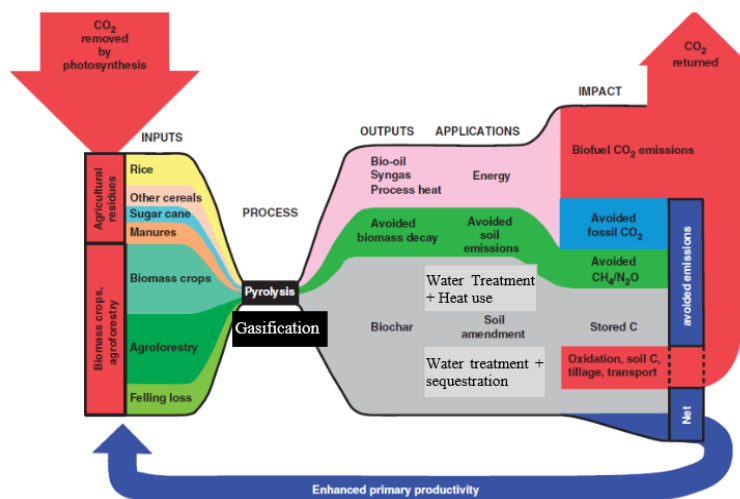 CO2
removed
by
photosynthesis
CO2
returned
IMPACT
INPUTS
OUTPUTS
APPLICATIONS
PROCESS
Agricultural
residues
Rice
Other cereals
Sugar cane
Manures
Biomass crops,
agroforestry
Biomass crops
Agroforestry
Felling loss
Pyrolysis
Gasification
Bio-oil
Syngas
Process heat
Energy
Biofuel CO2 emissions
Avoided
biomass decay
Avoided
soil
emissions
Avoided
fossil CO2
Avoided
CH4/N2O
avoided emissions
Water Treatment
+ Heat use
Biochar
Soil
amendment
Stored C
Water treatment +
sequestration
Oxidation, soil C,
tillage, transport
Net
Enhanced primary productivity